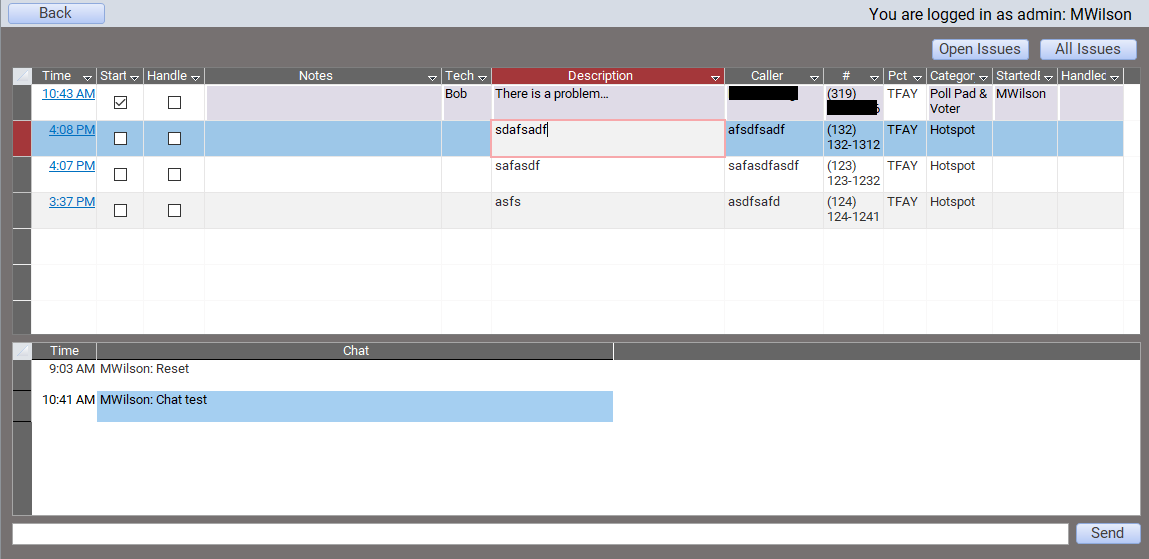 Back
You are logged in as admin: MWilson
Open Issues
All Issues
Time Start Handle Notes Tech Description Caller # Pct Categor StartedE Handlec
10:43 AM Bob There is a problem... (319) TFAY Poll Pad & MWilson
Voter
4:08 PM sdafsadf afsdfsadf (132) TFAY Hotspot
132-1312
4:07 PM safasdf safasdfasdf (123) TFAY Hotspot
123-1232
3:37 PM asfs asdfsafd (124) TFAY Hotspot
124-1241
Time Chat
9:03 AM MWilson: Reset
10:41 AM MWilson: Chat test
Send